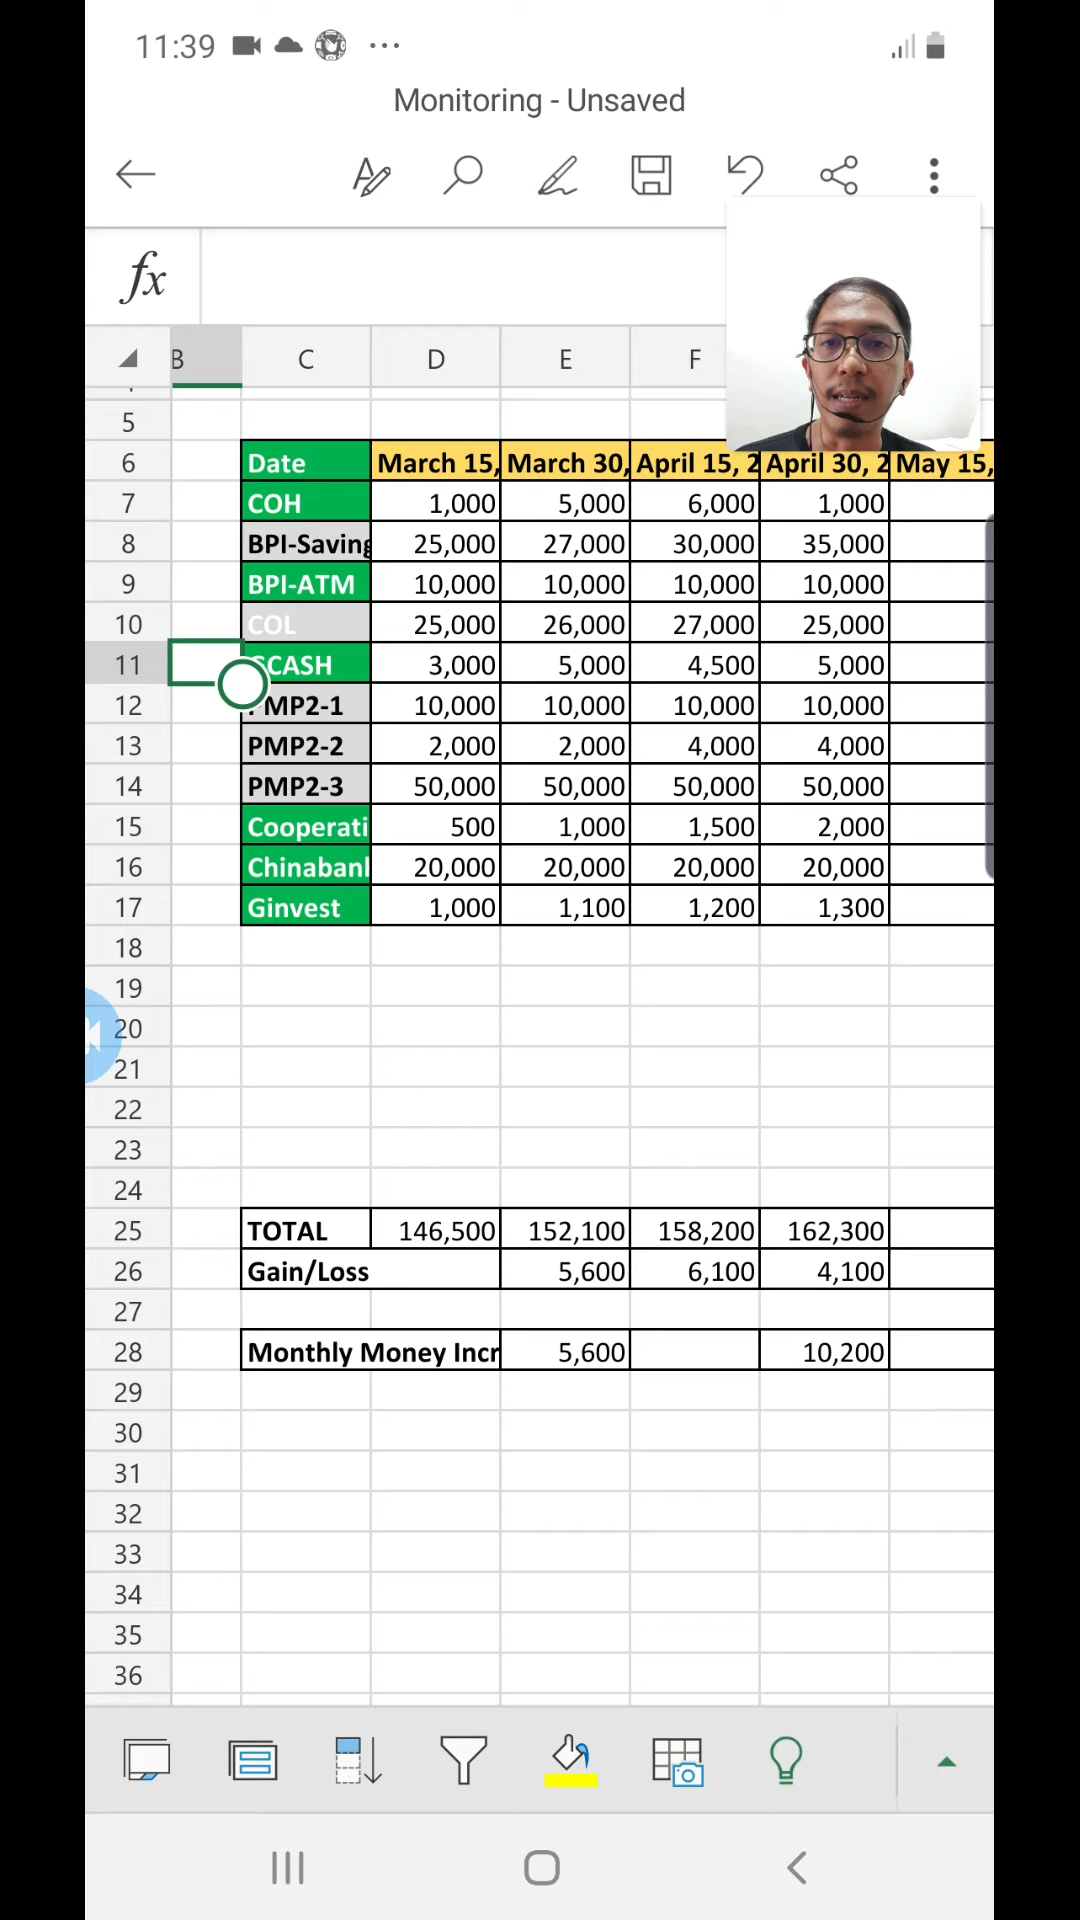 11:39
Monitoring - Unsaved
fx
B C D E F
5
6 Date March 15, March 30, April 15, 2 April 30, 2 May 15,
7 COH 1,000 5,000 6,000 1,000
8 BPI-Saving 25,000 27,000 30,000 35,000
9 BPI-ATM 10,000 10,000 10,000 10,000
10 COL 25,000 26,000 27,000 25,000
11 GCASH 3,000 5,000 4,500 5,000
12 PMP2-1 10,000 10,000 10,000 10,000
13 PMP2-2 2,000 2,000 4,000 4,000
14 PMP2-3 50,000 50,000 50,000 50,000
15 Cooperati 500 1,000 1,500 2,000
16 Chinabank 20,000 20,000 20,000 20,000
17 Ginvest 1,000 1,100 1,200 1,300
18
19
20
21
22
23
24
25 TOTAL 146,500 152,100 158,200 162,300
26 Gain/Loss 5,600 6,100 4,100
27
28 Monthly Money Incr 5,600 10,200
29
30
31
32
33
34
35
36